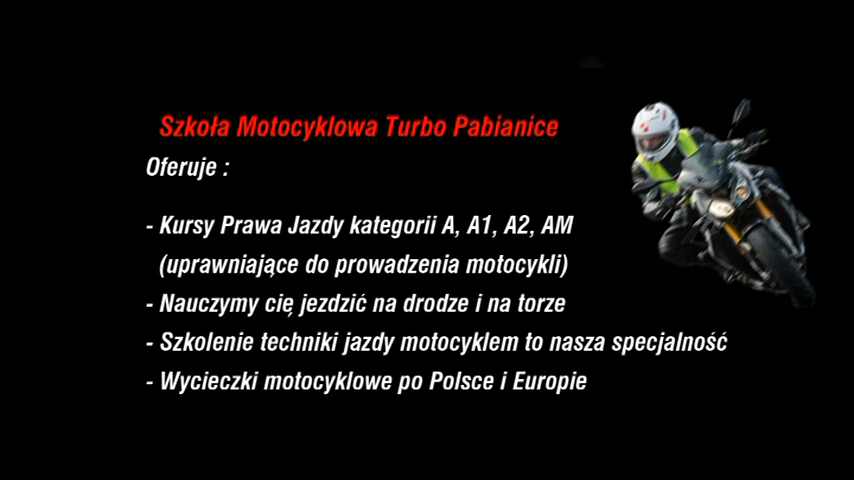 Szkoła Motocyklowa Turbo Pabianice
Oferuje :
- Kursy Prawa Jazdy kategorii A, A1, A2, AM
(uprawniające do prowadzenia motocykli)
- Nauczymy cię jezdzić na drodze i na torze
- Szkolenie techniki jazdy motocyklem to nasza specjalność
- Wycieczki motocyklowe po Polsce i Europie